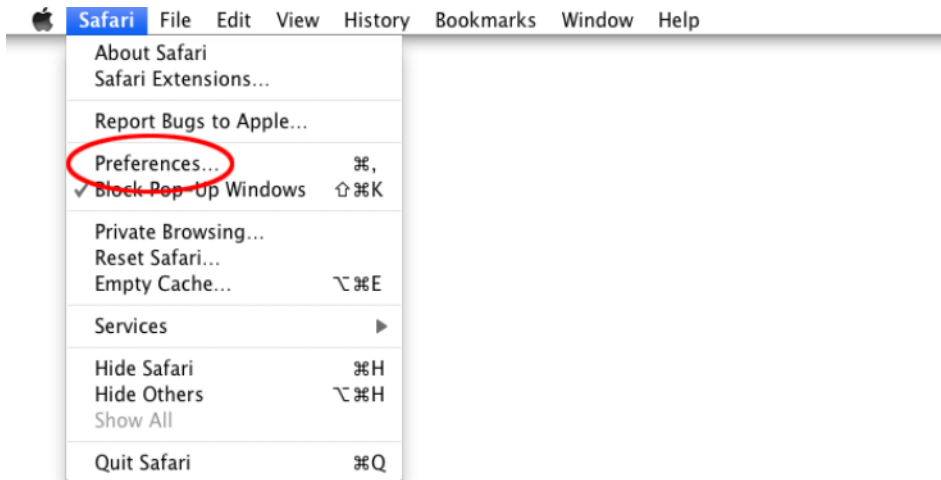 Safari File Edit View History Bookmarks Window Help
About Safari
Safari Extensions...
Report Bugs to Apple...
Preferences... ⌘,
✓ Block Pop-Up Windows ⇧⌘K
Private Browsing...
Reset Safari...
Empty Cache... ⌥⌘E
Services ▶
Hide Safari ⌘H
Hide Others ⌥⌘H
Show All
Quit Safari ⌘Q